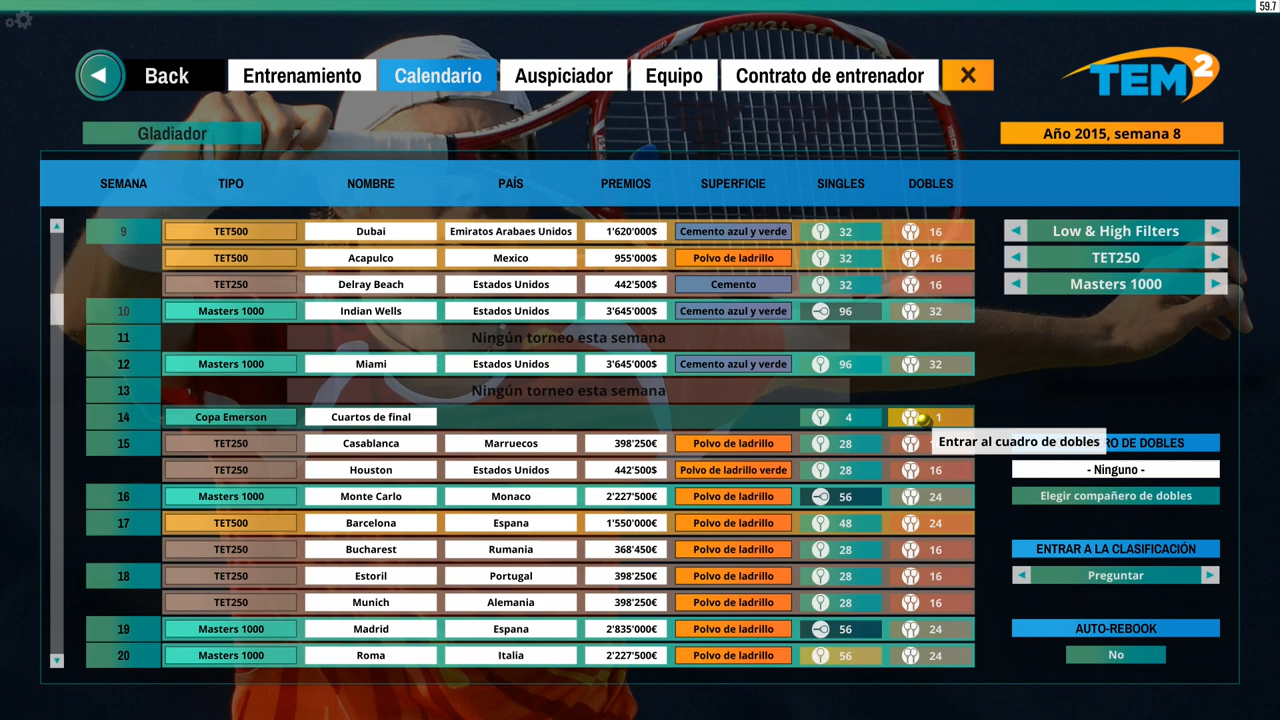 59.7
Back
Entrenamiento
Calendario
Auspiciador
Equipo
Contrato de entrenador
X
TEM2
Gladiador
Año 2015, semana 8
SEMANA TIPO NOMBRE PAÍS PREMIOS SUPERFICIE SINGLES DOBLES
9 TET500 Dubai Emiratos Arabaes Unidos 1'620'000$ Cemento azul y verde 32 16
Low & High Filters
TET500 Acapulco Mexico 955'000$ Polvo de ladrillo 32 16
TET250
TET250 Delray Beach Estados Unidos 442'500$ Cemento 32 16
Masters 1000
10 Masters 1000 Indian Wells Estados Unidos 3'645'000$ Cemento azul y verde 96 32
11 Ningún torneo esta semana
12 Masters 1000 Miami Estados Unidos 3'645'000$ Cemento azul y verde 96 32
13 Ningún torneo esta semana
14 Copa Emerson Cuartos de final 4 1
15 TET250 Casablanca Marruecos 398'250€ Polvo de ladrillo 28
Entrar al cuadro de dobles
RO DE DOBLES
TET250 Houston Estados Unidos 442'500$ Polvo de ladrillo verde 28 16
- Ninguno -
16 Masters 1000 Monte Carlo Monaco 2'227'500€ Polvo de ladrillo 56 24
Elegir compañero de dobles
17 TET500 Barcelona Espana 1'550'000€ Polvo de ladrillo 48 24
TET250 Bucharest Rumania 368'450€ Polvo de ladrillo 28 16
ENTRAR A LA CLASIFICACIÓN
18 TET250 Estoril Portugal 398'250€ Polvo de ladrillo 28 16
Preguntar
TET250 Munich Alemania 398'250€ Polvo de ladrillo 28 16
19 Masters 1000 Madrid Espana 2'835'000€ Polvo de ladrillo 56 24
AUTO-REBOOK
20 Masters 1000 Roma Italia 2'227'500€ Polvo de ladrillo 56 24
No